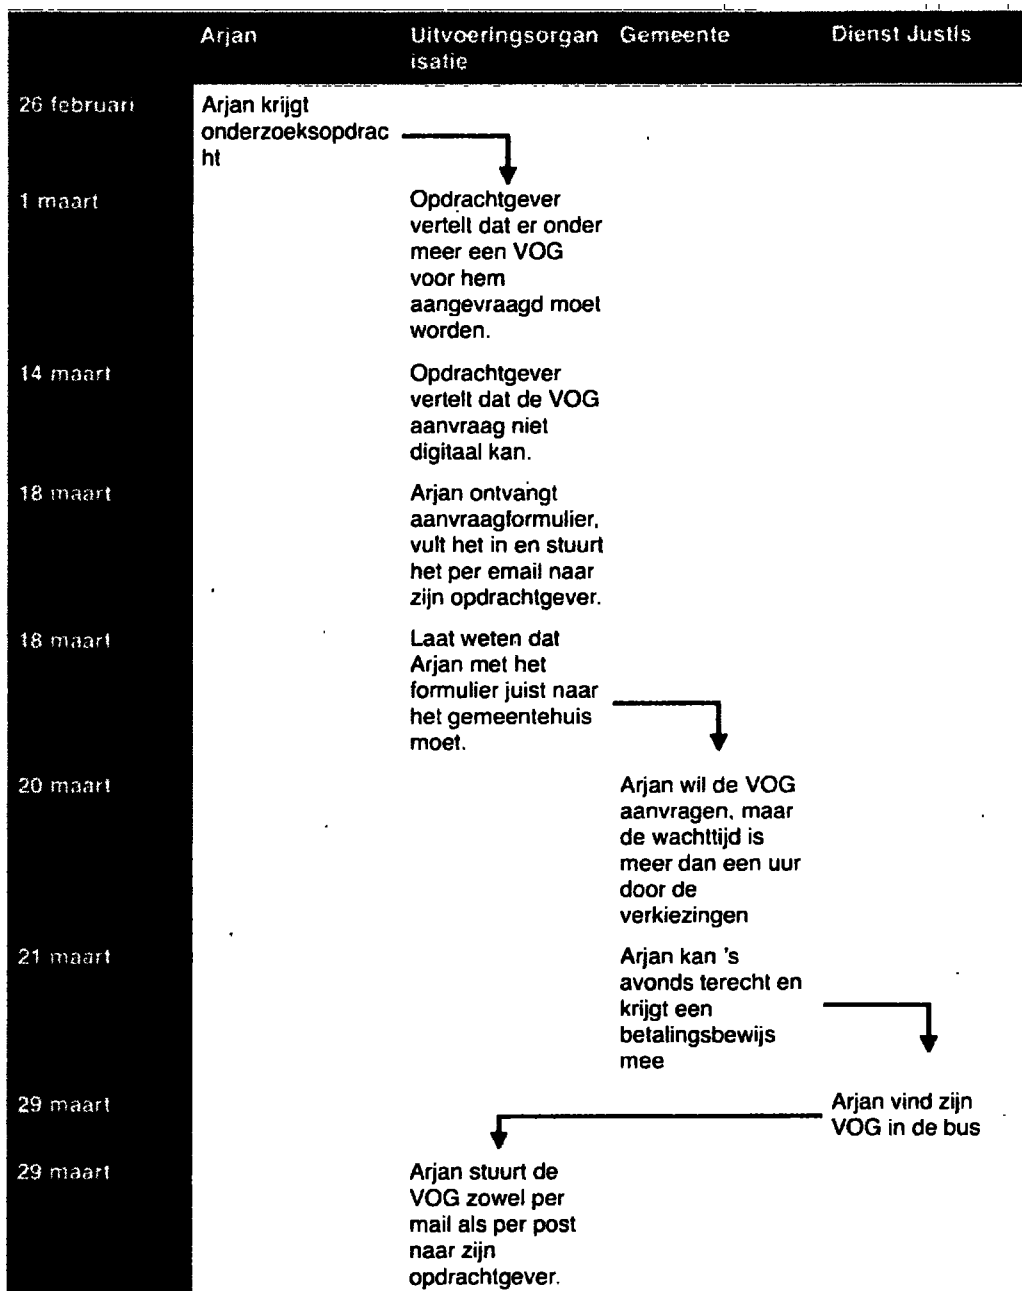 Arjan Uitvoeringsorgan Gemeente Dienst Justis
isatie
26 februari Arjan krijgt
onderzoeksopdrac
ht
1 maart Opdrachtgever
vertelt dat er onder
meer een VOG
voor hem
aangevraagd moet
worden.
14 maart Opdrachtgever
vertelt dat de VOG
aanvraag niet
digitaal kan.
18 maart Arjan ontvangt
aanvraagformulier,
vult het in en stuurt
het per email naar
zijn opdrachtgever.
18 maart Laat weten dat
Arjan met het
formulier juist naar
het gemeentehuis
moet.
20 maart Arjan wil de VOG
aanvragen, maar
de wachttijd is
meer dan een uur
door de
verkiezingen
21 maart Arjan kan 's
avonds terecht en
krijgt een
betalingsbewijs
mee
29 maart Arjan vind zijn
VOG in de bus
29 maart Arjan stuurt de
VOG zowel per
mail als per post
naar zijn
opdrachtgever.